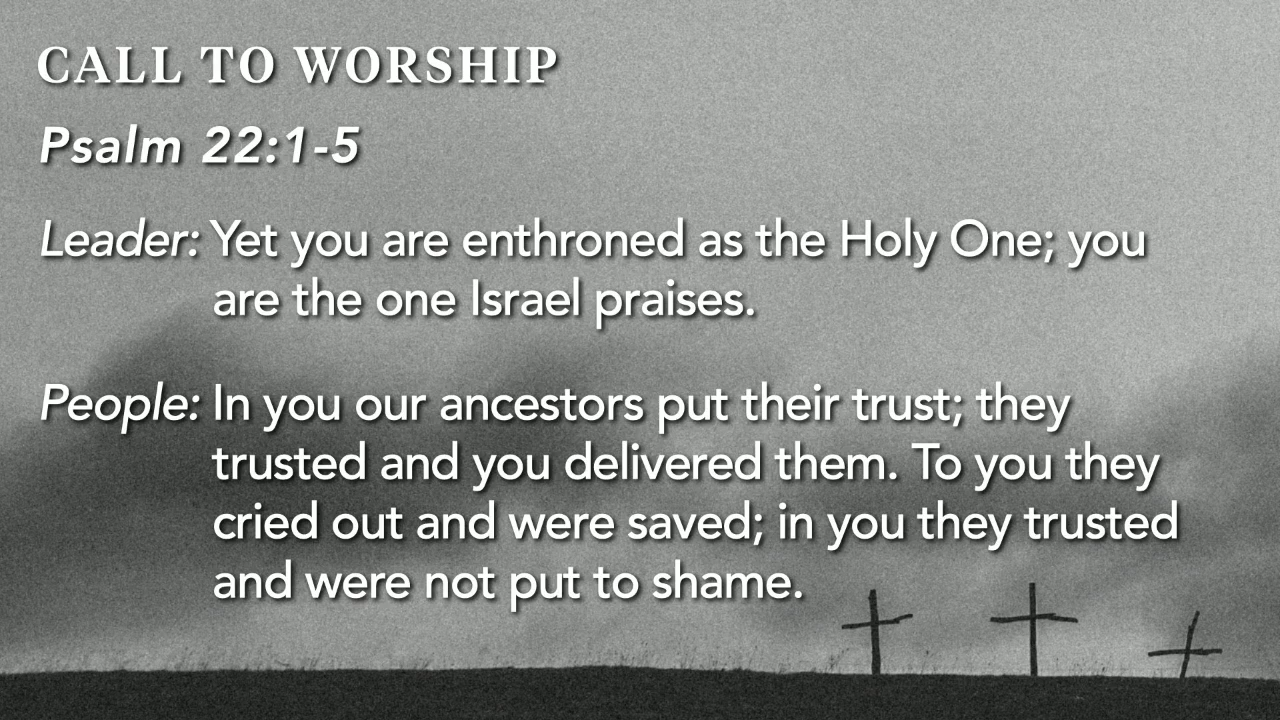 CALL TO WORSHIP
Psalm 22:1-5
Leader: Yet you are enthroned as the Holy One; you
are the one Israel praises.
People: In you our ancestors put their trust; they
trusted and you delivered them. To you they
cried out and were saved; in you they trusted
and were not put to shame.